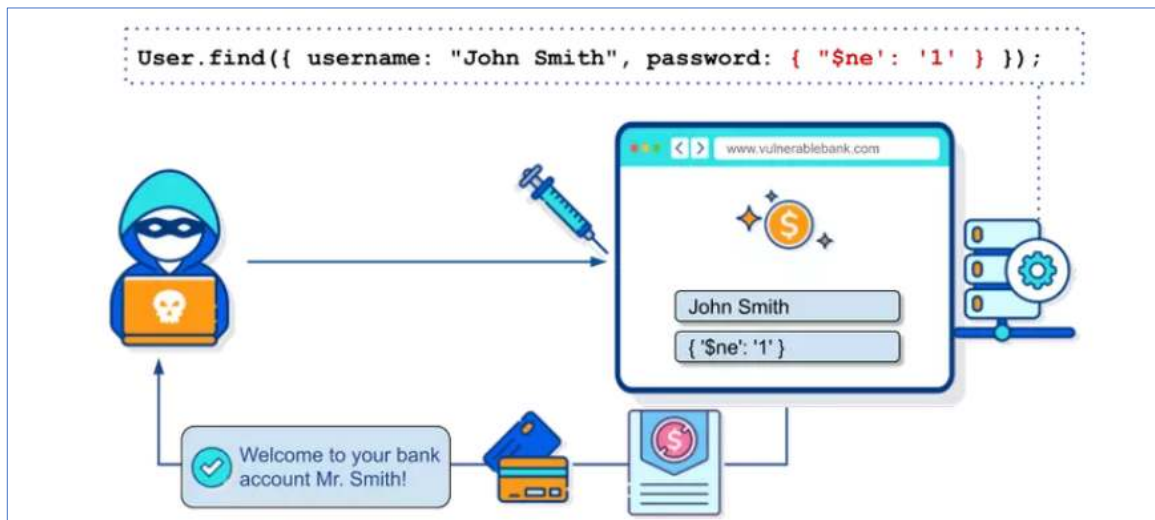 User.find({ username: "John Smith", password: { "$ne': '1' } });
www.vulnerablebank.com
$
John Smith
{ '$ne': '1' }
$
Welcome to your bank
account Mr. Smith!